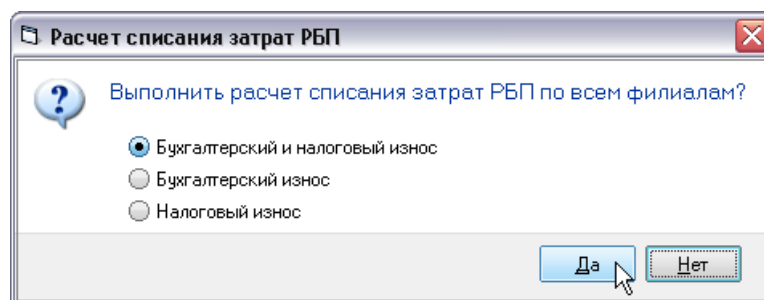 Расчет списания затрат РБП
Выполнить расчет списания затрат РБП по всем филиалам?
Бухгалтерский и налоговый износ
Бухгалтерский износ
Налоговый износ
Да Нет